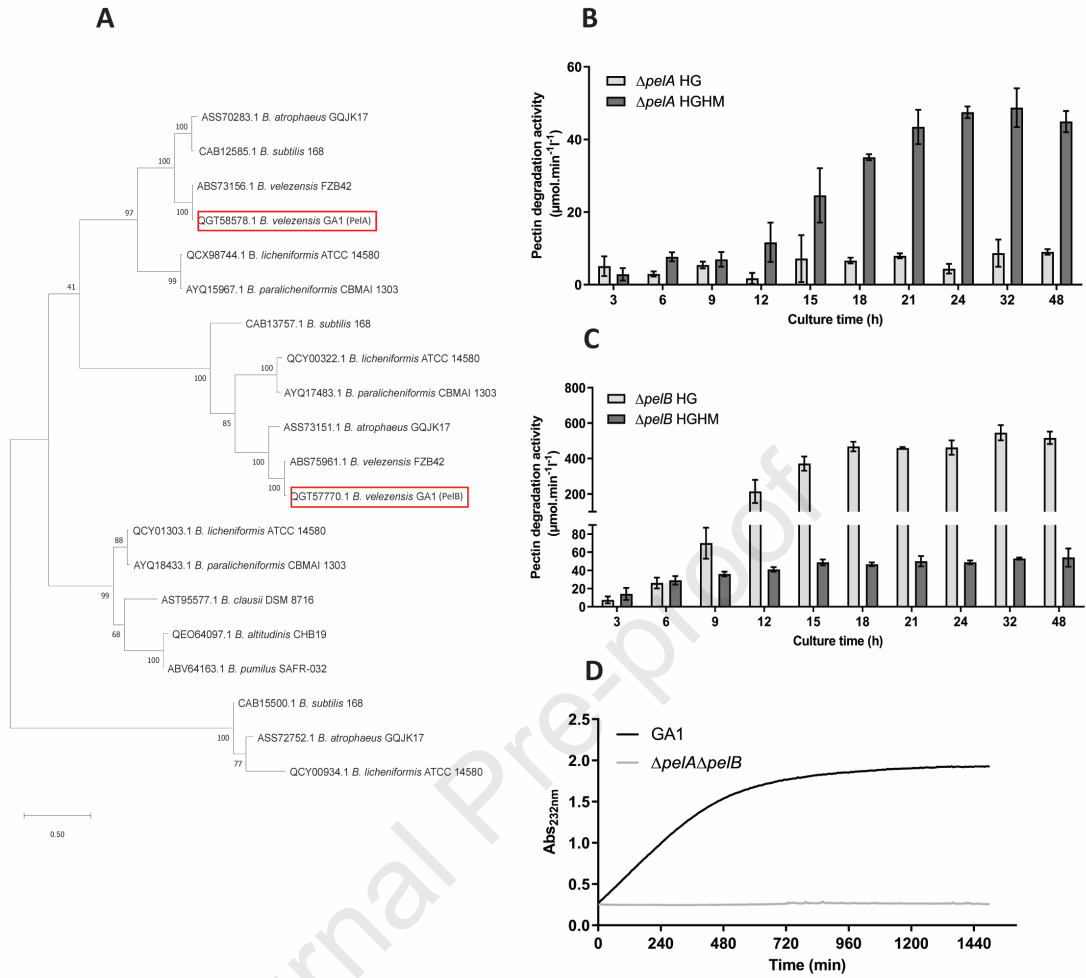 A
ASS70283.1 B. atrophaeus GQJK17
100
CAB12585.1 B. subtilis 168
100
ABS73156.1 B. velezensis FZB42
97
100
QGT58578.1 B. velezensis GA1 (PelA)
QCX98744.1 B. licheniformis ATCC 14580
99
AYQ15967.1 B. paralicheniformis CBMAI 1303
41
CAB13757.1 B. subtilis 168
QCY00322.1 B. licheniformis ATCC 14580
100
100
AYQ17483.1 B. paralicheniformis CBMAI 1303
85
ASS73151.1 B. atrophaeus GQJK17
100
ABS75961.1 B. velezensis FZB42
100
QGT57770.1 B. velezensis GA1 (PelB)
QCY01303.1 B. licheniformis ATCC 14580
88
AYQ18433.1 B. paralicheniformis CBMAI 1303
99
AST95577.1 B. clausii DSM 8716
68
QEO64097.1 B. altitudinis CHB19
100
ABV64163.1 B. pumilus SAFR-032
CAB15500.1 B. subtilis 168
100
ASS72752.1 B. atrophaeus GQJK17
77
QCY00934.1 B. licheniformis ATCC 14580
0.50
B
ΔpelA HG
ΔpelA HGHM
Pectin degradation activity
(µmol.min⁻¹l⁻¹)
60
40
20
0
3 6 9 12 15 18 21 24 32 48
Culture time (h)
C
ΔpelB HG
ΔpelB HGHM
Pectin degradation activity
(µmol.min⁻¹l⁻¹)
800
600
400
200
80
60
40
20
0
3 6 9 12 15 18 21 24 32 48
Culture time (h)
D
GA1
ΔpelAΔpelB
Abs232nm
2.5
2.0
1.5
1.0
0.5
0.0
0 240 480 720 960 1200 1440
Time (min)
rnal Pre-proof